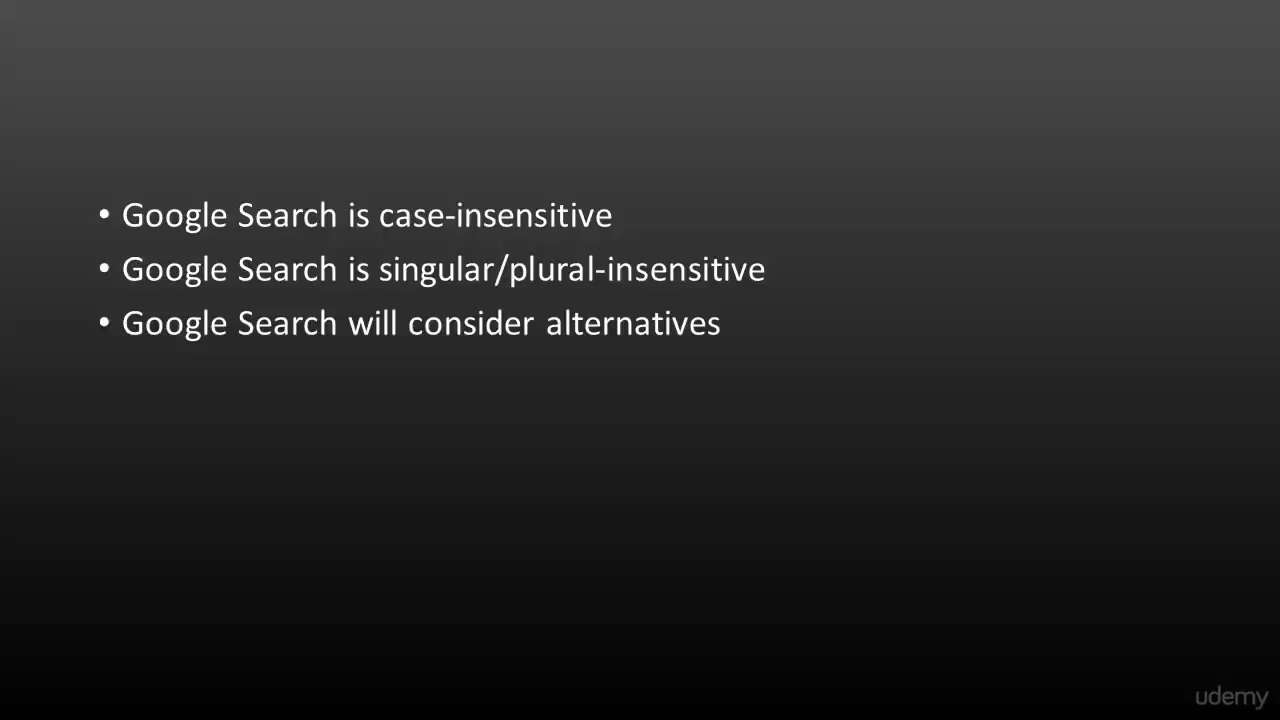 • Google Search is case-insensitive
• Google Search is singular/plural-insensitive
• Google Search will consider alternatives
udemy